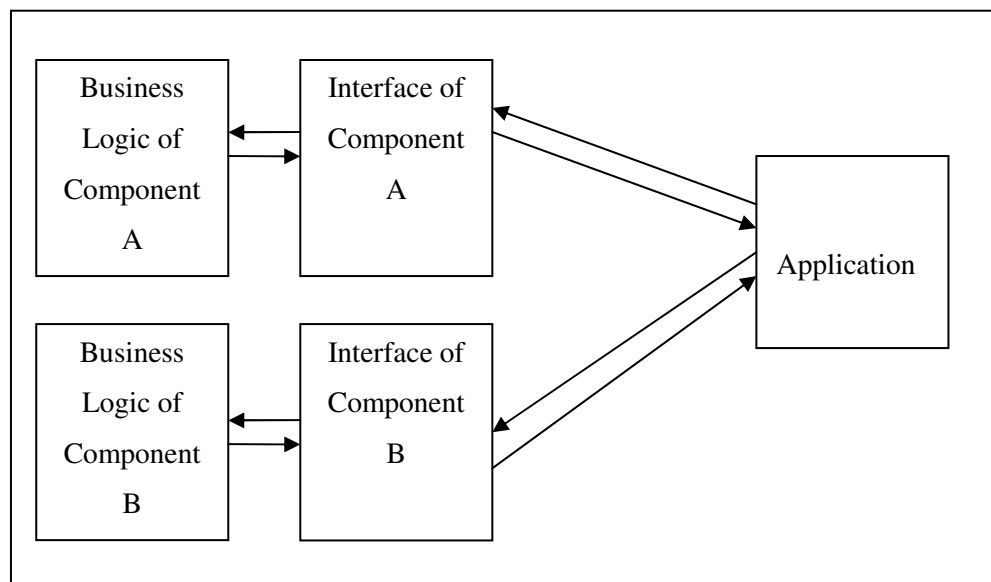 Business
Logic of
Component
A
Interface of
Component
A
Application
Business
Logic of
Component
B
Interface of
Component
B